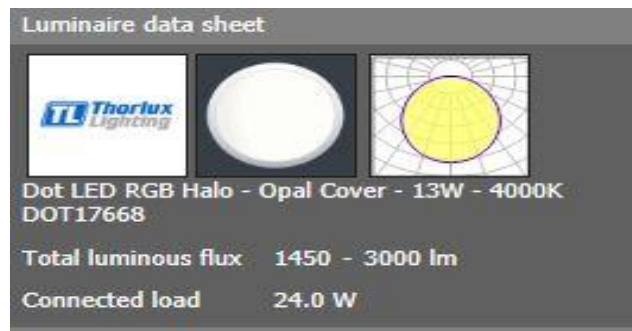 Luminaire data sheet
TL Thorlux
Lighting
Dot LED RGB Halo - Opal Cover - 13W - 4000K
DOT17668
Total luminous flux 1450 - 3000 lm
Connected load 24.0 W